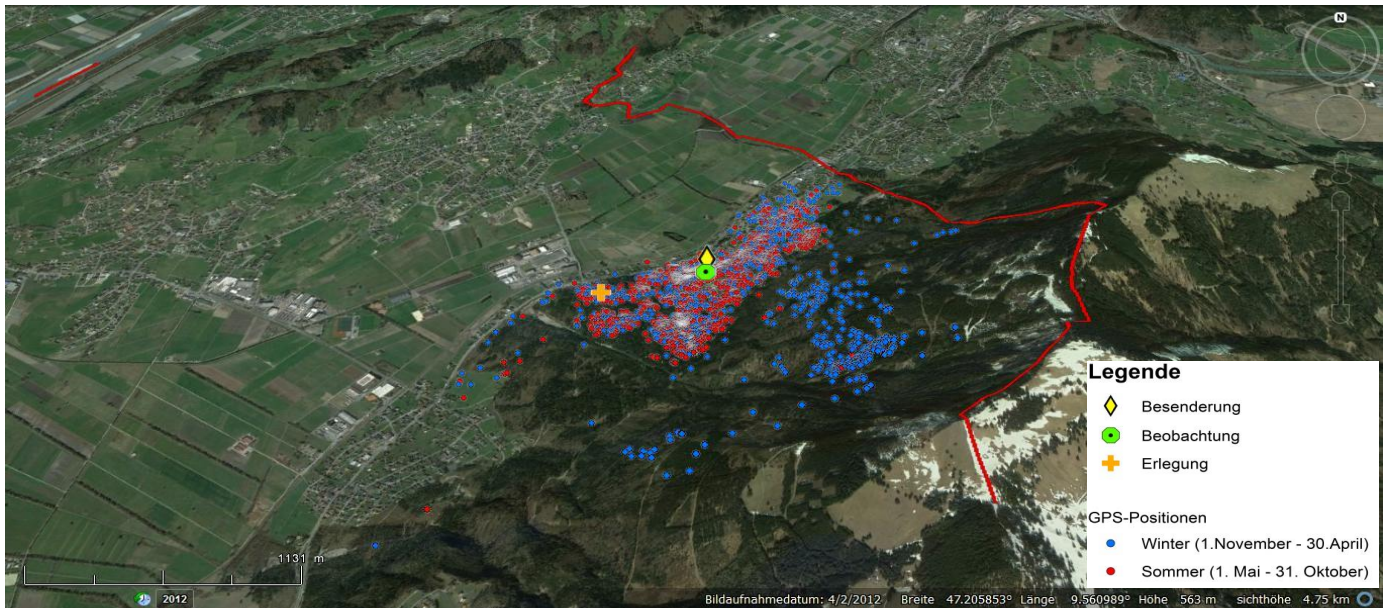 N
Legende
Besenderung
Beobachtung
Erlegung
GPS-Positionen
Winter (1.November - 30.April)
Sommer (1. Mai - 31. Oktober)
1131 m
2012
Bildaufnahmedatum: 4/2/2012 Breite 47.205853° Länge 9.560989° Höhe 563 m sichthöhe 4.75 km